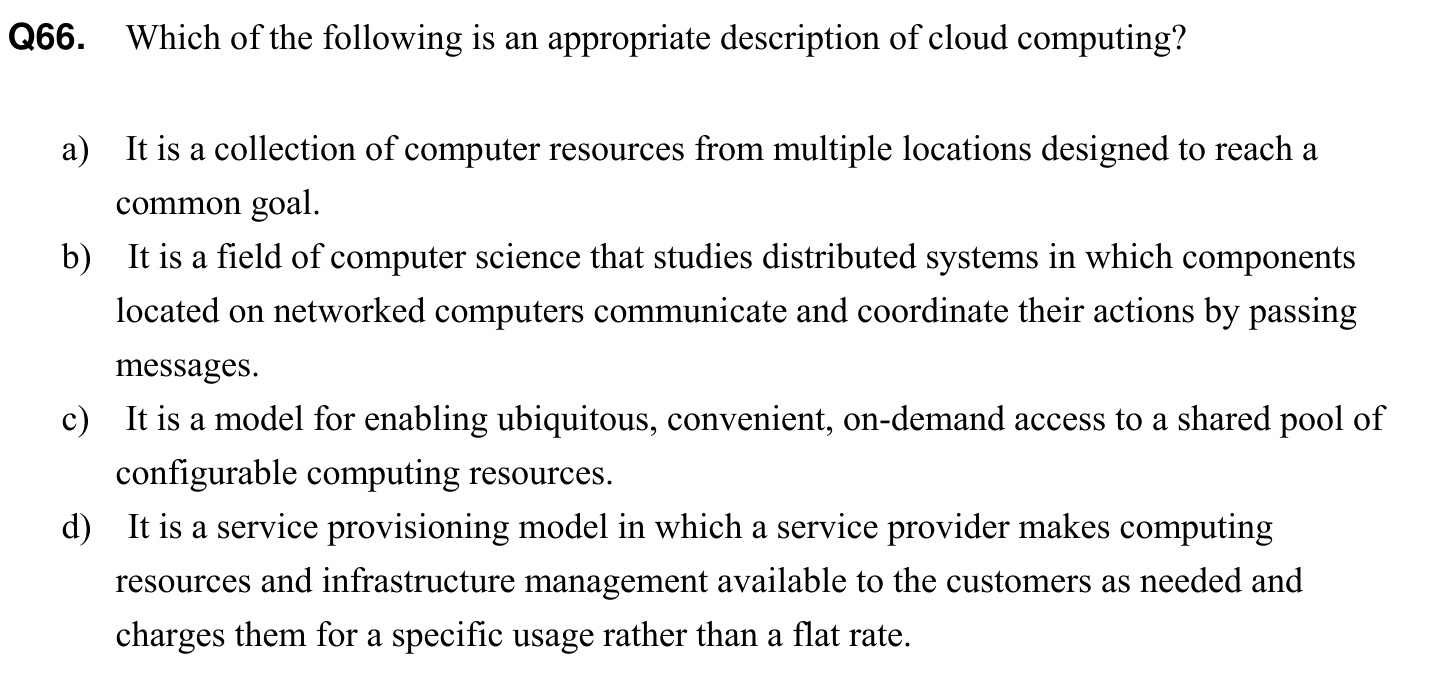 Q66. Which of the following is an appropriate description of cloud computing?
a) It is a collection of computer resources from multiple locations designed to reach a
common goal.
b) It is a field of computer science that studies distributed systems in which components
located on networked computers communicate and coordinate their actions by passing
messages.
c) It is a model for enabling ubiquitous, convenient, on-demand access to a shared pool of
configurable computing resources.
d) It is a service provisioning model in which a service provider makes computing
resources and infrastructure management available to the customers as needed and
charges them for a specific usage rather than a flat rate.